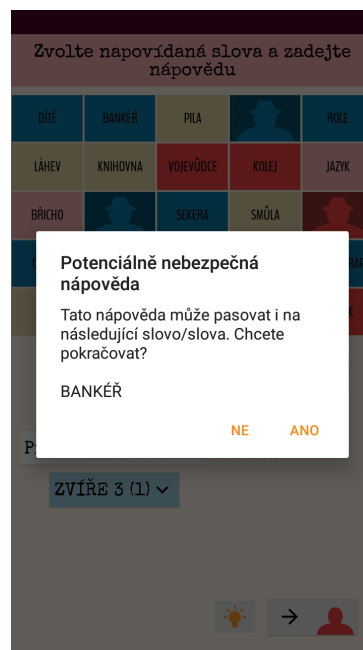 Zvolte napovídaná slova a zadejte
nápovědu
DÍTĚ BANKÉŘ PILA ROLE
LÁHEV KNIHOVNA VOJEVŮDCE KOLEJ JAZYK
BŘICHO SEKERA SMŮLA
Potenciálně nebezpečná
nápověda
Tato nápověda může pasovat i na
následující slovo/slova. Chcete
pokračovat?
BANKÉŘ
NE ANO
ZVÍŘE 3 (1)